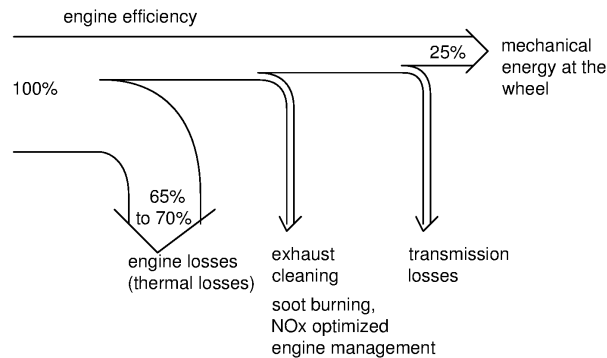 engine efficiency
25%
mechanical
energy at the
wheel
100%
65%
to 70%
engine losses
(thermal losses)
exhaust
cleaning
soot burning,
NOx optimized
engine management
transmission
losses